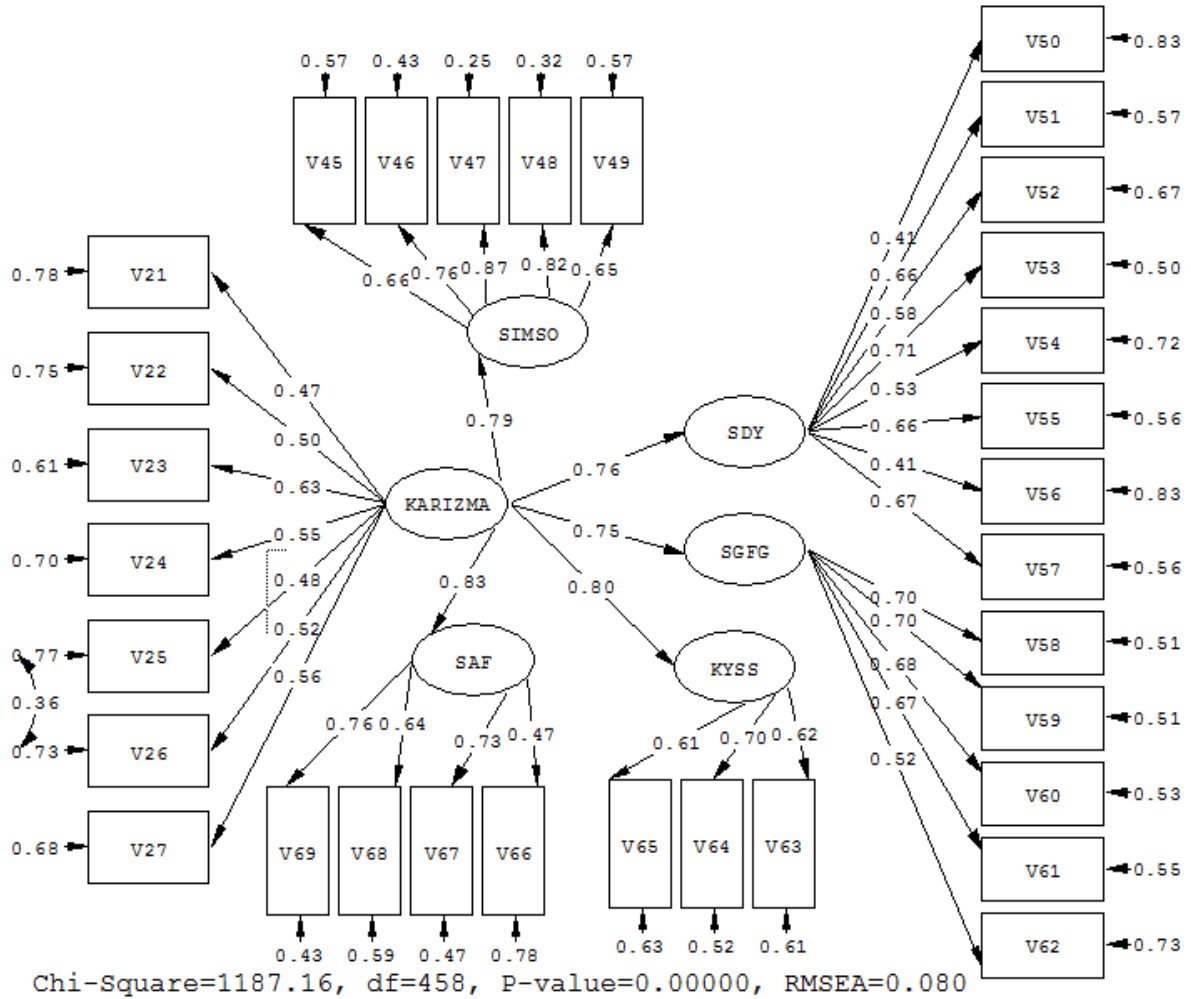 V50
0.83
0.57 0.43 0.25 0.32 0.57
V51
0.57
V45 V46 V47 V48 V49
V52
0.67
0.41
V53
0.50
0.78
V21
0.66 0.76 0.87 0.82 0.65
0.66
0.58
SIMSO
0.71
V54
0.72
0.75
V22
0.47
0.53
0.79
SDY
0.66
V55
0.56
0.50
0.61
V23
0.63
0.76
0.41
V56
0.83
KARIZMA
0.67
0.55
0.75
SGFG
0.70
V24
0.48
0.83
0.80
V57
0.56
0.70
0.70
0.52
V58
0.51
0.77
V25
0.56
SAF
KYSS
0.68
0.36
0.67
V59
0.51
0.73
V26
0.76 0.64 0.73 0.47
0.61 0.70 0.62
0.52
V60
0.53
0.68
V27
V69 V68 V67 V66
V65 V64 V63
V61
0.55
0.43 0.59 0.47 0.78
0.63 0.52 0.61
V62
0.73
Chi-Square=1187.16, df=458, P-value=0.00000, RMSEA=0.080